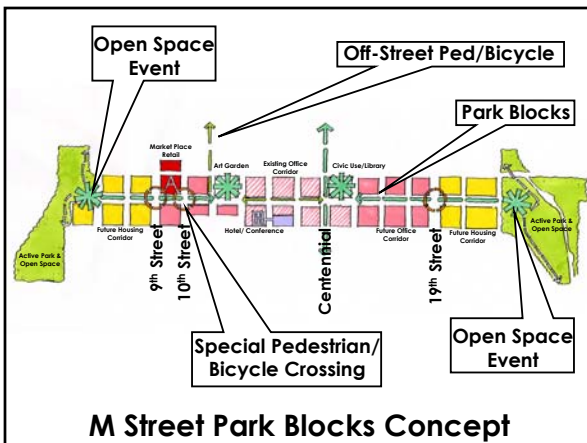 Open Space
Event
Off-Street Ped/Bicycle
Park Blocks
Market Place
Retail
Art Garden
Existing Office
Corridor
Civic Use/Library
A
Future Housing
Corridor
Hotel/ Conference
Future Office
Corridor
Future Housing
Corridor
Active Park &
Open Space
Active Park &
Open Space
9th Street
10th Street
Centennial
19th Street
Special Pedestrian/
Bicycle Crossing
Open Space
Event
M Street Park Blocks Concept